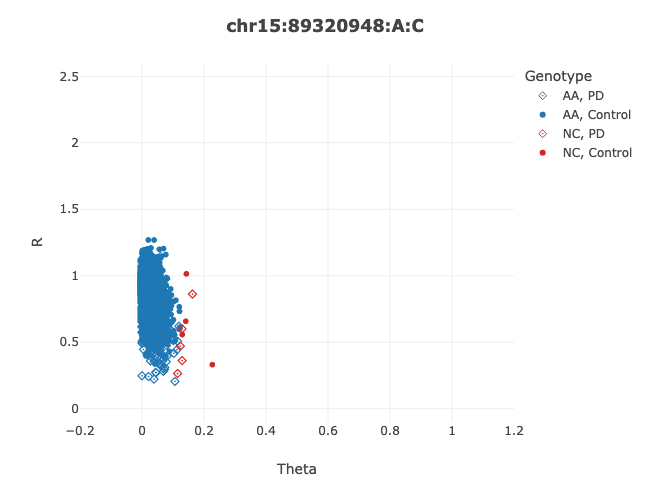 chr15:89320948:A:C
Genotype
AA, PD
AA, Control
NC, PD
NC, Control
2.5
2
1.5
1
0.5
0
R
−0.2 0 0.2 0.4 0.6 0.8 1 1.2
Theta